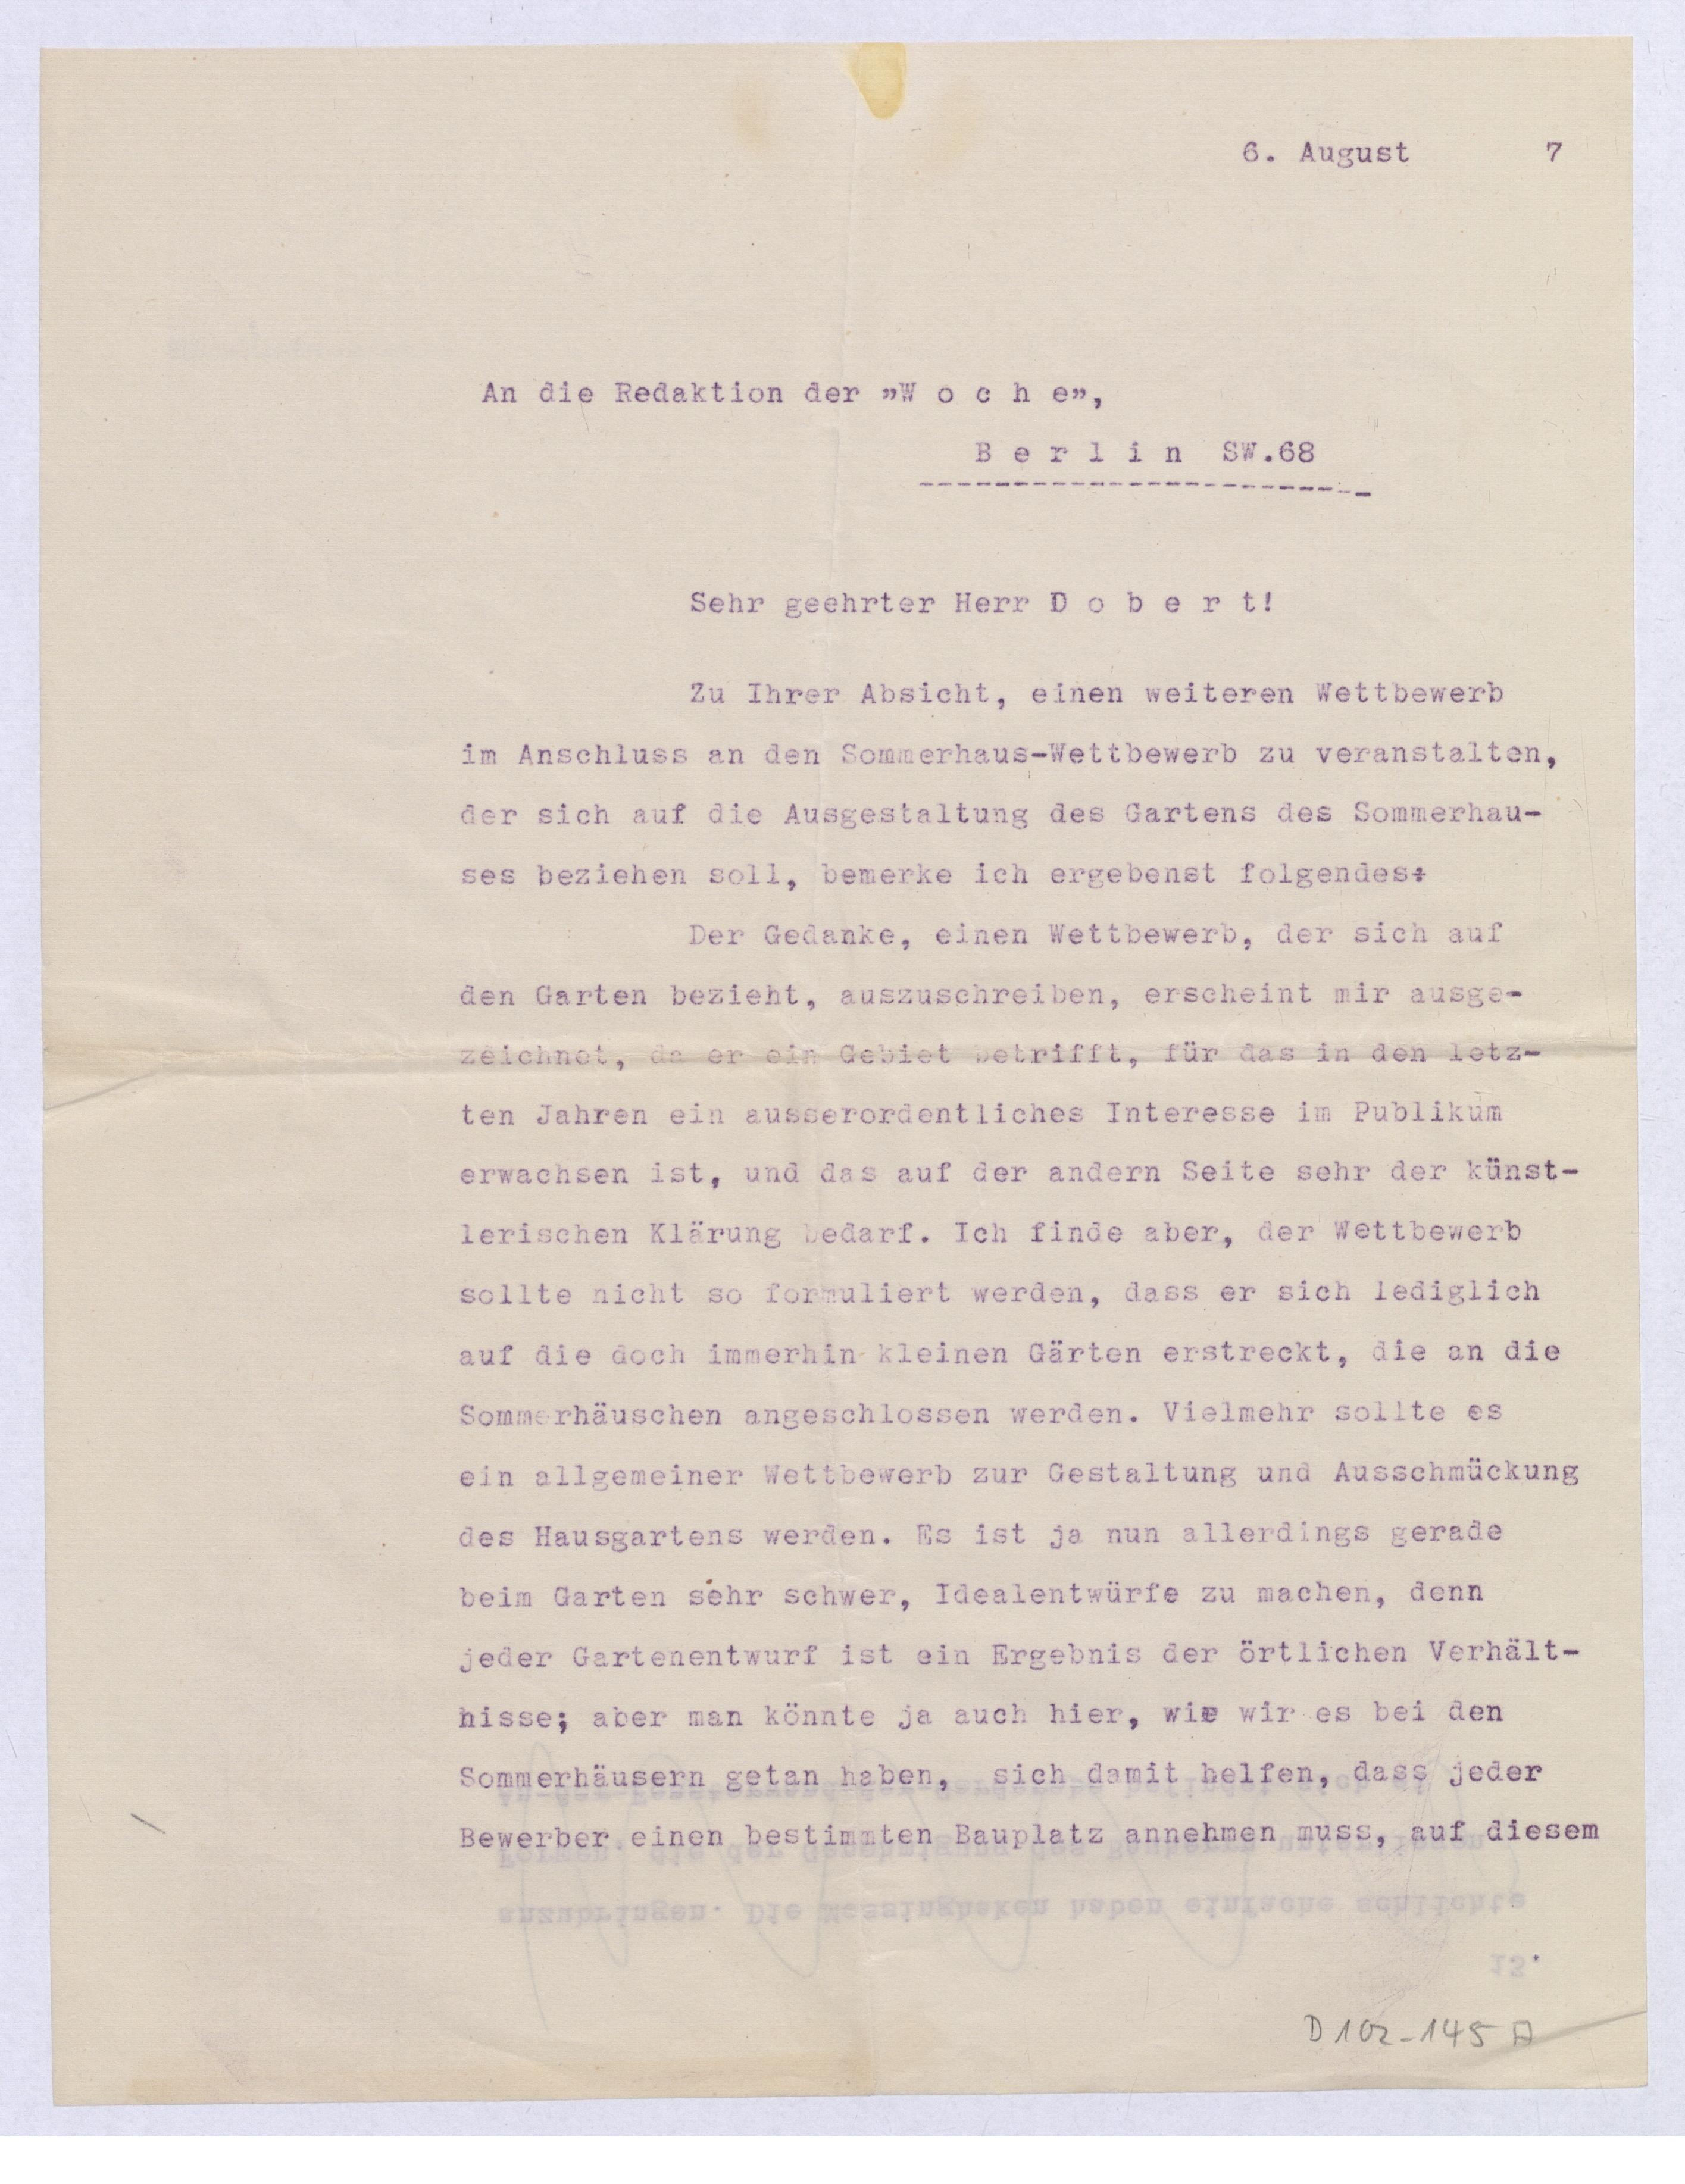 6. August 7
An die Redaktion der „W o c h e”,
B e r l i n SW.68
Sehr geehrter Herr D o b e r t!
Zu Ihrer Absicht, einen weiteren Wettbewerb
im Anschluss an den Sommerhaus-Wettbewerb zu veranstalten,
der sich auf die Ausgestaltung des Gartens des Sommerhau-
ses beziehen soll, bemerke ich ergebenst folgendes:
Der Gedanke, einen Wettbewerb, der sich auf
den Garten bezieht, auszuschreiben, erscheint mir ausge-
zeichnet, da er ein Gebiet betrifft, für das in den letz-
ten Jahren ein ausserordentliches Interesse im Publikum
erwachsen ist, und das auf der andern Seite sehr der künst-
lerischen Klärung bedarf. Ich finde aber, der Wettbewerb
sollte nicht so formuliert werden, dass er sich lediglich
auf die doch immerhin kleinen Gärten erstreckt, die an die
Sommerhäuschen angeschlossen werden. Vielmehr sollte es
ein allgemeiner Wettbewerb zur Gestaltung und Ausschmückung
des Hausgartens werden. Es ist ja nun allerdings gerade
beim Garten sehr schwer, Idealentwürfe zu machen, denn
jeder Gartenentwurf ist ein Ergebnis der örtlichen Verhält-
nisse; aber man könnte ja auch hier, wie wir es bei den
Sommerhäusern getan haben, sich damit helfen, dass jeder
Bewerber einen bestimmten Bauplatz annehmen muss, auf diesem
anzubringen. Die Messinghaken haben einfache schlichte
13.
D 102-145 A